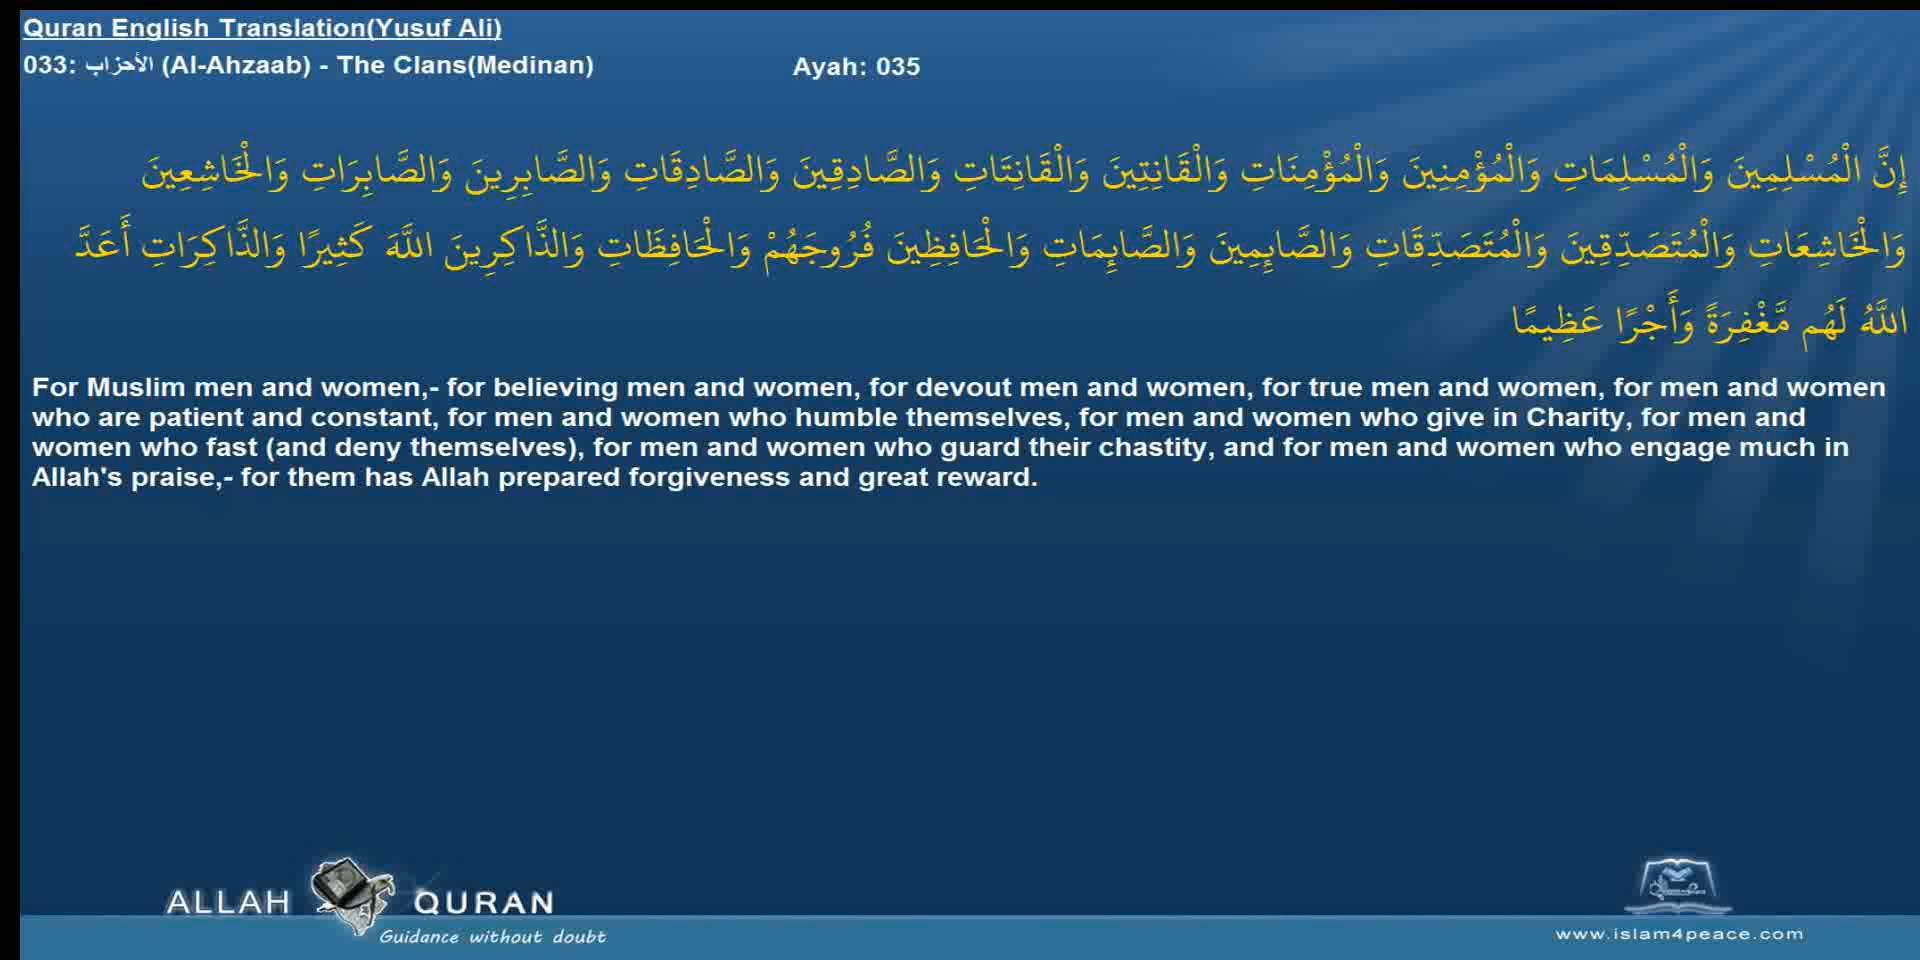 Quran English Translation(Yusuf Ali)
033: الأحزاب (Al-Ahzaab) - The Clans(Medinan) Ayah: 035
إِنَّ الْمُسْلِمِينَ وَالْمُسْلِمَاتِ وَالْمُؤْمِنِينَ وَالْمُؤْمِنَاتِ وَالْقَانِتِينَ وَالْقَانِتَاتِ وَالصَّادِقِينَ وَالصَّادِقَاتِ وَالصَّابِرِينَ وَالصَّابِرَاتِ وَالْخَاشِعِينَ
وَالْخَاشِعَاتِ وَالْمُتَصَدِّقِينَ وَالْمُتَصَدِّقَاتِ وَالصَّائِمِينَ وَالصَّائِمَاتِ وَالْحَافِظِينَ فُرُوجَهُمْ وَالْحَافِظَاتِ وَالذَّاكِرِينَ اللَّهَ كَثِيرًا وَالذَّاكِرَاتِ أَعَدَّ
اللَّهُ لَهُم مَّغْفِرَةً وَأَجْرًا عَظِيمًا
For Muslim men and women,- for believing men and women, for devout men and women, for true men and women, for men and women
who are patient and constant, for men and women who humble themselves, for men and women who give in Charity, for men and
women who fast (and deny themselves), for men and women who guard their chastity, and for men and women who engage much in
Allah's praise,- for them has Allah prepared forgiveness and great reward.
ALLAH QURAN
Guidance without doubt
www.islam4peace.com